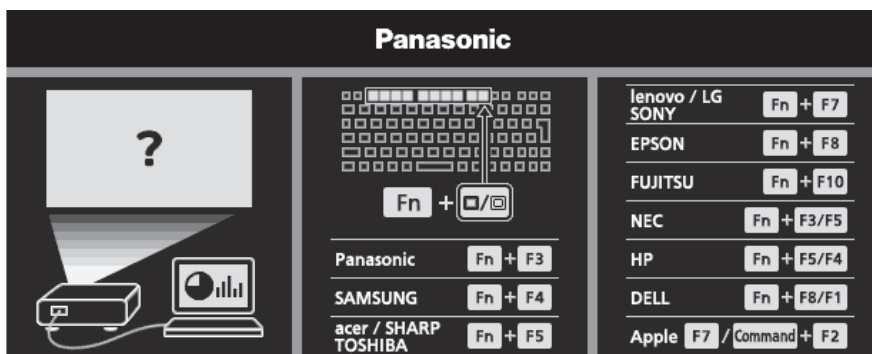 Panasonic
?
Fn + □/回
Panasonic Fn + F3
SAMSUNG Fn + F4
acer / SHARP
TOSHIBA Fn + F5
lenovo / LG
SONY Fn + F7
EPSON Fn + F8
FUJITSU Fn + F10
NEC Fn + F3/F5
HP Fn + F5/F4
DELL Fn + F8/F1
Apple F7 / Command + F2